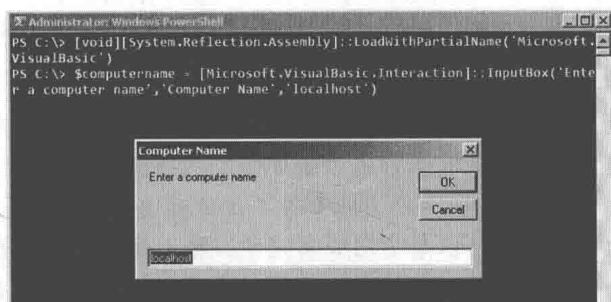 Administrator: Windows PowerShell
PS C:\> [void][System.Reflection.Assembly]::LoadWithPartialName('Microsoft.
VisualBasic')
PS C:\> $computername = [Microsoft.VisualBasic.Interaction]::InputBox('Ente
r a computer name','Computer Name','localhost')
Computer Name
Enter a computer name
OK
Cancel
localhost